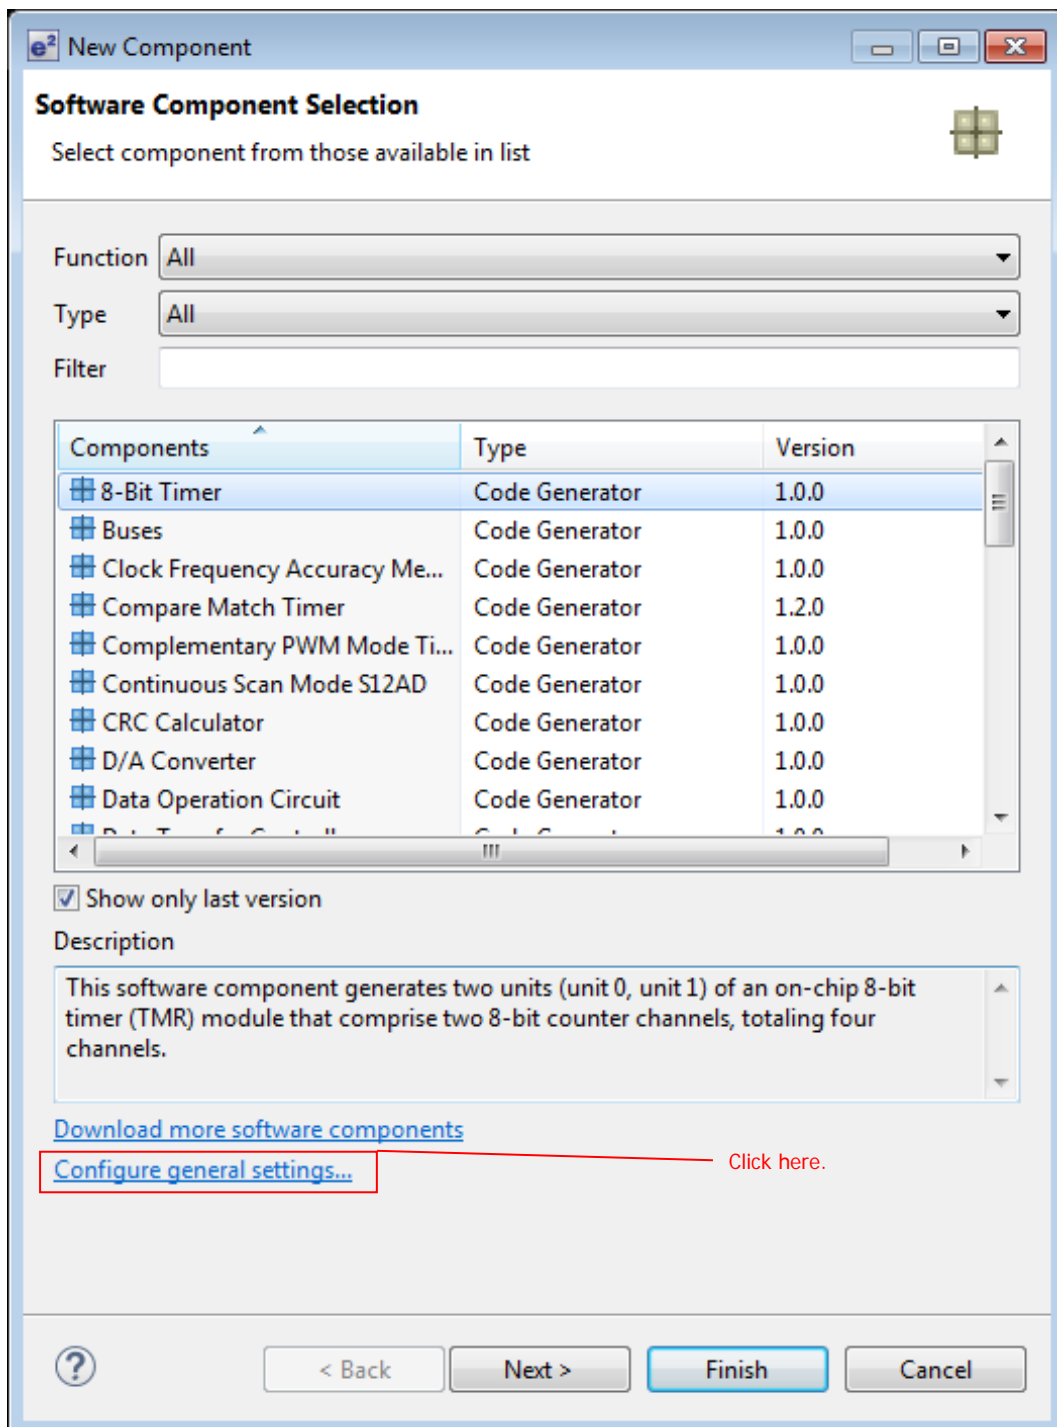 e² New Component
Software Component Selection
Select component from those available in list
Function All
Type All
Filter
Components Type Version
8-Bit Timer Code Generator 1.0.0
Buses Code Generator 1.0.0
Clock Frequency Accuracy Me... Code Generator 1.0.0
Compare Match Timer Code Generator 1.2.0
Complementary PWM Mode Ti... Code Generator 1.0.0
Continuous Scan Mode S12AD Code Generator 1.0.0
CRC Calculator Code Generator 1.0.0
D/A Converter Code Generator 1.0.0
Data Operation Circuit Code Generator 1.0.0
Show only last version
Description
This software component generates two units (unit 0, unit 1) of an on-chip 8-bit
timer (TMR) module that comprise two 8-bit counter channels, totaling four
channels.
Download more software components
Configure general settings... Click here.
? < Back Next > Finish Cancel